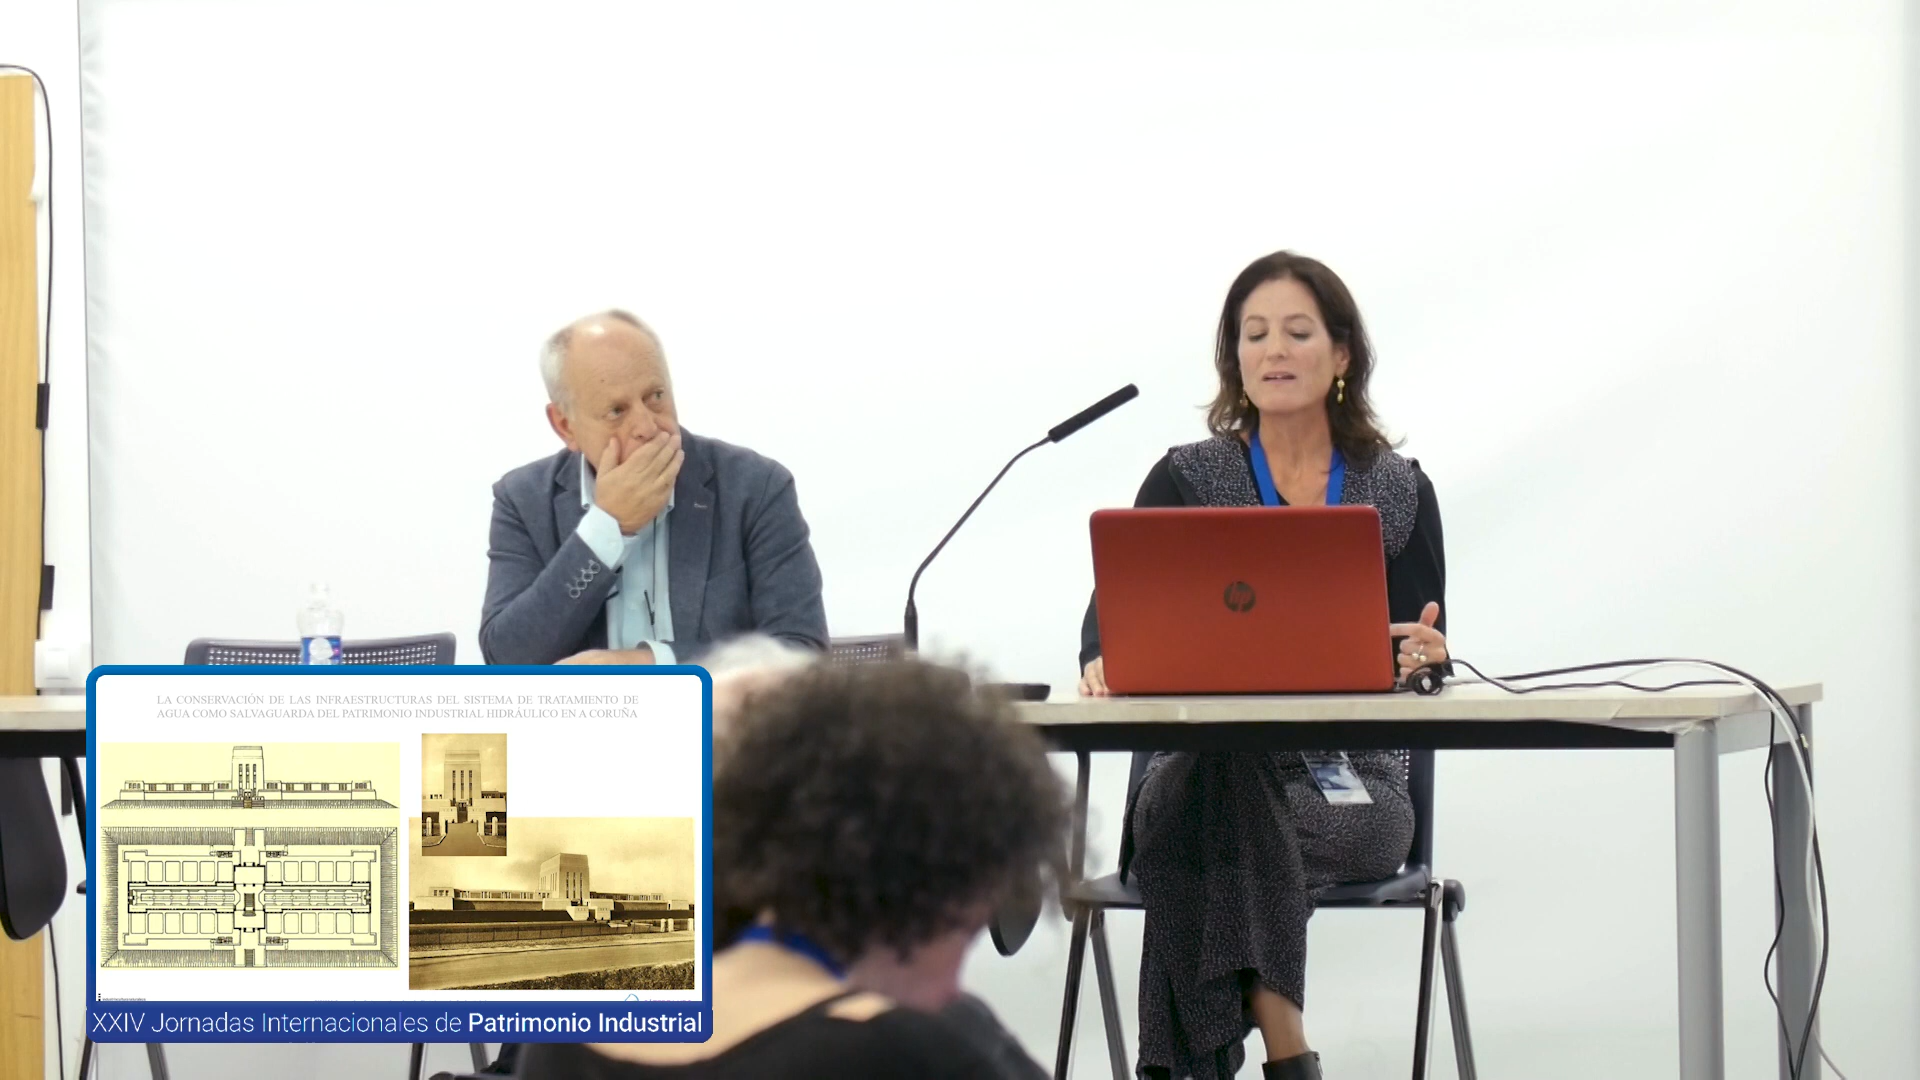 hp
LA CONSERVACIÓN DE LAS INFRAESTRUCTURAS DEL SISTEMA DE TRATAMIENTO DE
AGUA COMO SALVAGUARDA DEL PATRIMONIO INDUSTRIAL HIDRÁULICO EN A CORUÑA
XXIV Jornadas Internacionales de Patrimonio Industrial